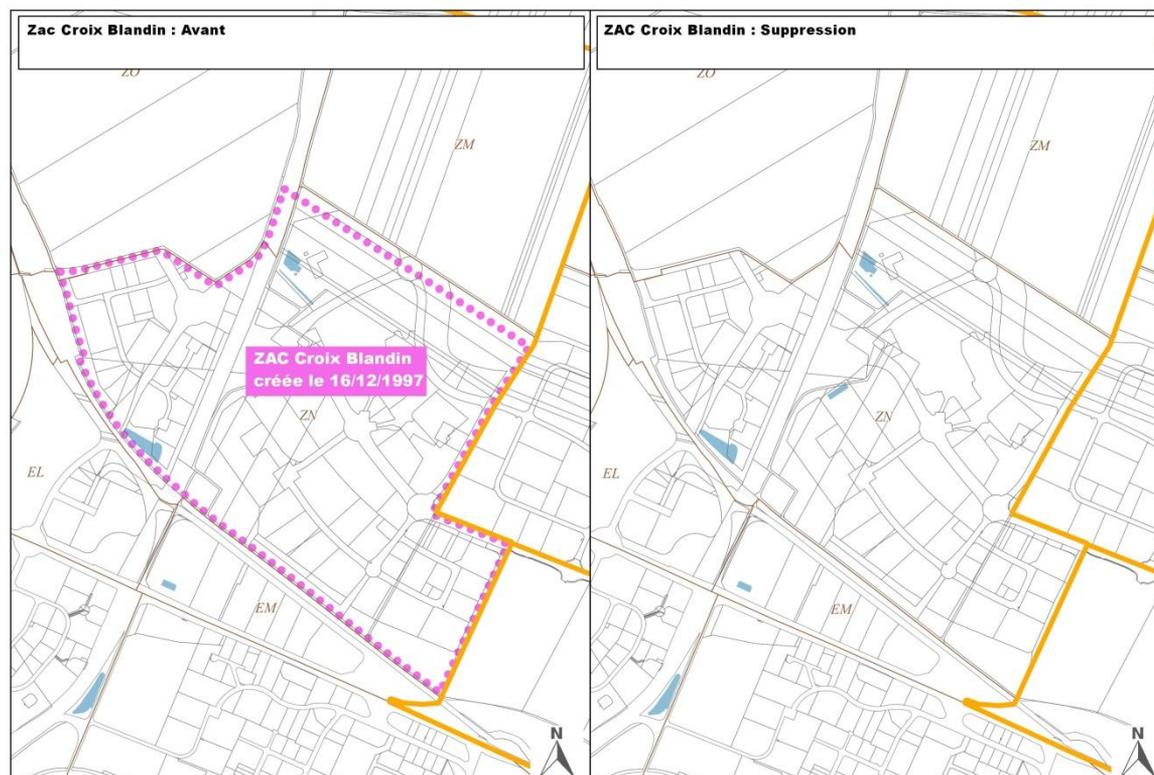 Zac Croix Blandin : Avant
ZO
ZM
ZAC Croix Blandin
créée le 16/12/1997
ZN
EL
EM
N
ZAC Croix Blandin : Suppression
ZO
ZM
ZN
EL
EM
N